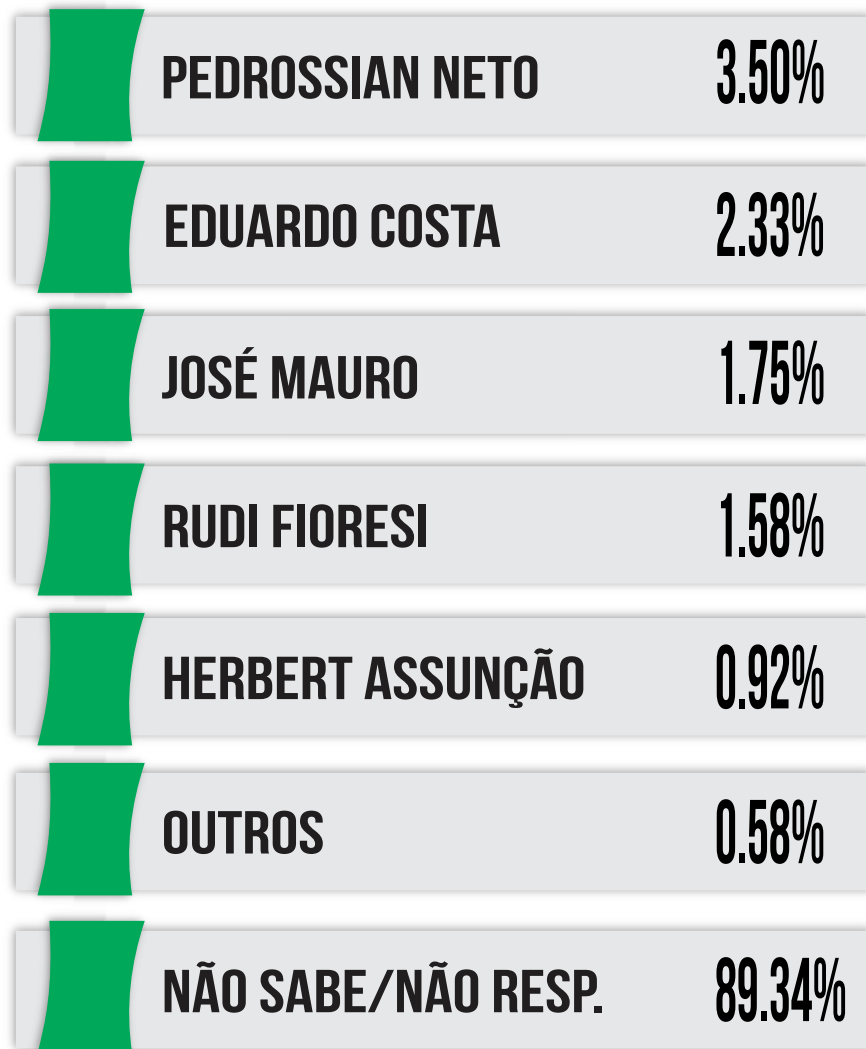 PEDROSSIAN NETO 3.50%
EDUARDO COSTA 2.33%
JOSÉ MAURO 1.75%
RUDI FIORESI 1.58%
HERBERT ASSUNÇÃO 0.92%
OUTROS 0.58%
NÃO SABE/NÃO RESP. 89.34%